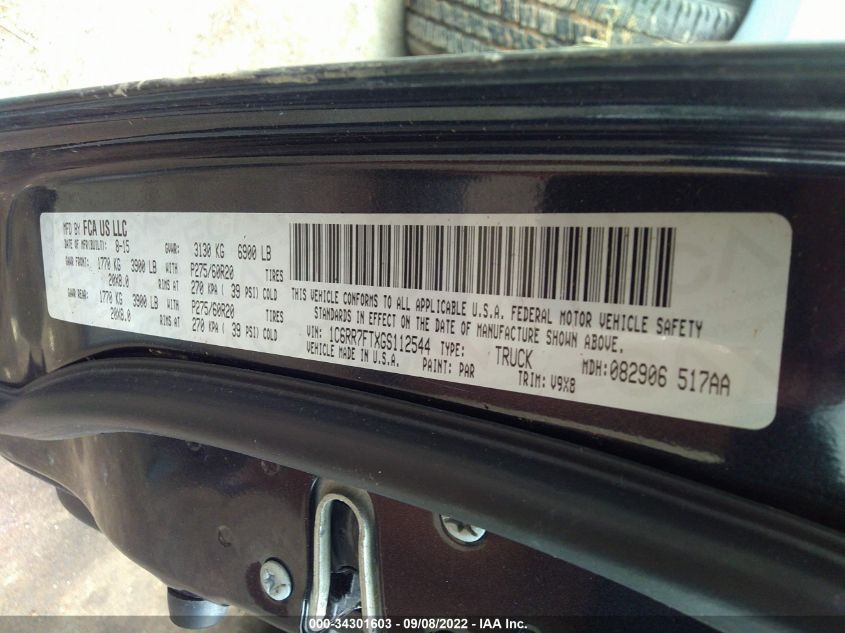 MFD BY FCA US LLC
DATE OF MFR(BUILT): 8-15 GVWR: 3130 KG 6900 LB
GAWR FRONT: 1770 KG 3900 LB WITH P275/60R20 TIRES
20X8.0 RIMS AT 270 KPA ( 39 PSI) COLD
GAWR REAR: 1770 KG 3900 LB WITH P275/60R20 TIRES
20X8.0 RIMS AT 270 KPA ( 39 PSI) COLD
THIS VEHICLE CONFORMS TO ALL APPLICABLE U.S.A. FEDERAL MOTOR VEHICLE SAFETY
STANDARDS IN EFFECT ON THE DATE OF MANUFACTURE SHOWN ABOVE.
VIN: 1C6RR7FTXGS112544 TYPE: TRUCK MDH:082906 517AA
VEHICLE MADE IN U.S.A. PAINT: PAR TRIM: V9X8
000-34301603 - 09/08/2022 - IAA Inc.